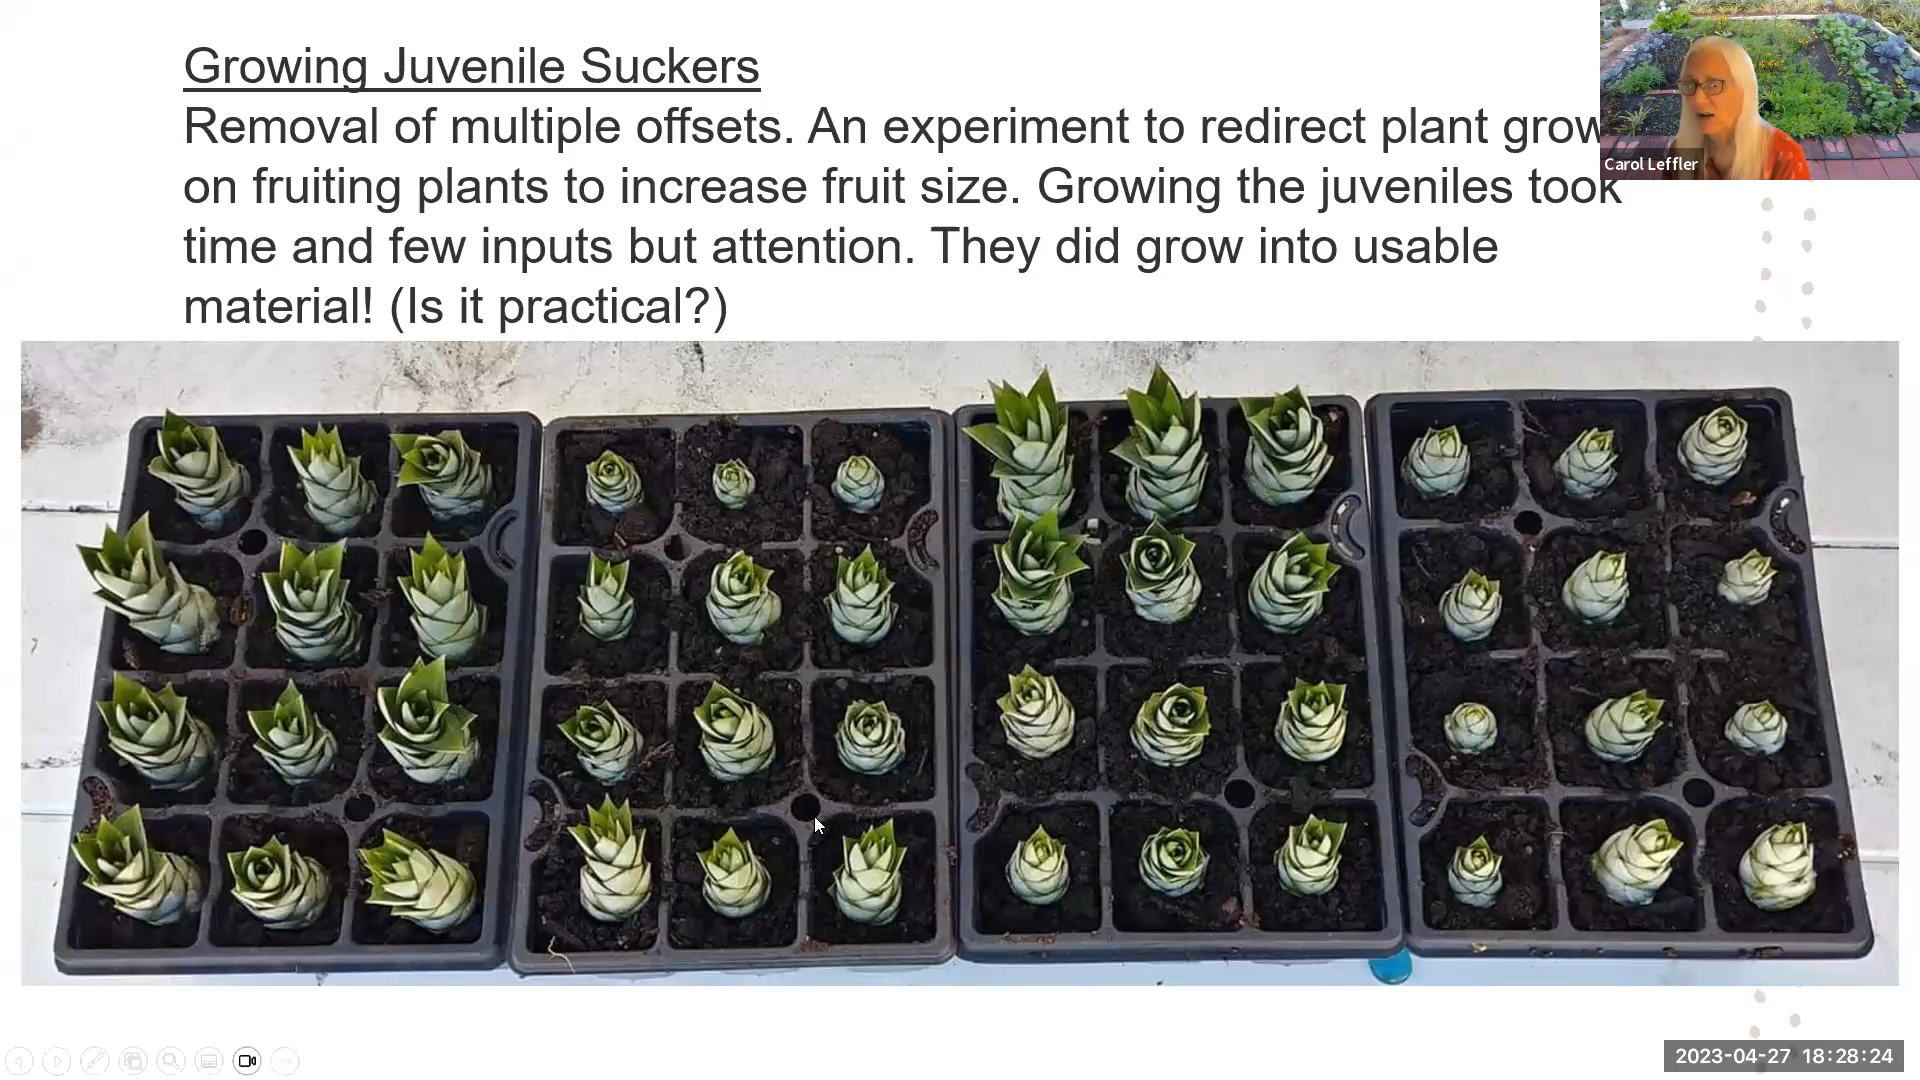 Growing Juvenile Suckers
Removal of multiple offsets. An experiment to redirect plant grow
on fruiting plants to increase fruit size. Growing the juveniles took
time and few inputs but attention. They did grow into usable
material! (Is it practical?)
Carol Leffler
2023-04-27 18:28:24